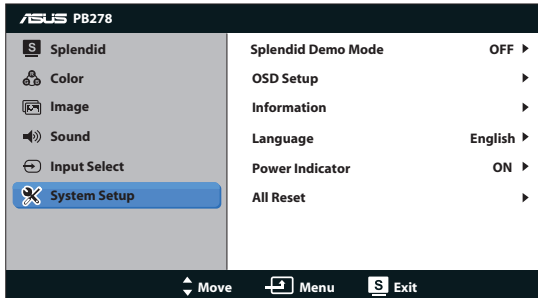 ASUS PB278
S Splendid
Color
Image
Sound
Input Select
System Setup
Splendid Demo Mode OFF
OSD Setup
Information
Language English
Power Indicator ON
All Reset
Move Menu S Exit